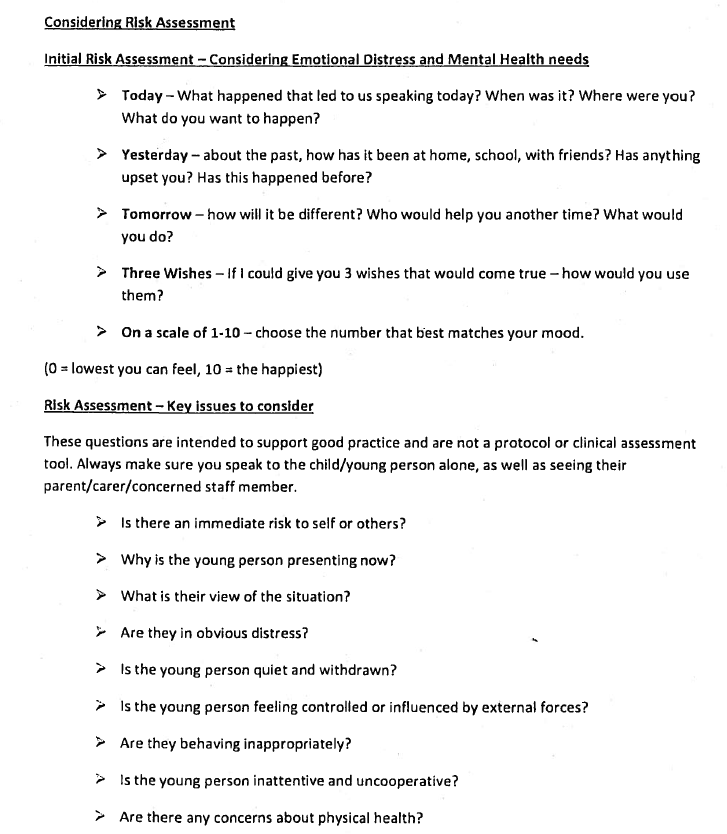 Considering Risk Assessment
Initial Risk Assessment – Considering Emotional Distress and Mental Health needs
➢ Today – What happened that led to us speaking today? When was it? Where were you?
What do you want to happen?
➢ Yesterday – about the past, how has it been at home, school, with friends? Has anything
upset you? Has this happened before?
➢ Tomorrow – how will it be different? Who would help you another time? What would
you do?
➢ Three Wishes – If I could give you 3 wishes that would come true – how would you use
them?
➢ On a scale of 1-10 – choose the number that best matches your mood.
(0 = lowest you can feel, 10 = the happiest)
Risk Assessment – Key issues to consider
These questions are intended to support good practice and are not a protocol or clinical assessment
tool. Always make sure you speak to the child/young person alone, as well as seeing their
parent/carer/concerned staff member.
➢ Is there an immediate risk to self or others?
➢ Why is the young person presenting now?
➢ What is their view of the situation?
➢ Are they in obvious distress?
➢ Is the young person quiet and withdrawn?
➢ Is the young person feeling controlled or influenced by external forces?
➢ Are they behaving inappropriately?
➢ Is the young person inattentive and uncooperative?
➢ Are there any concerns about physical health?